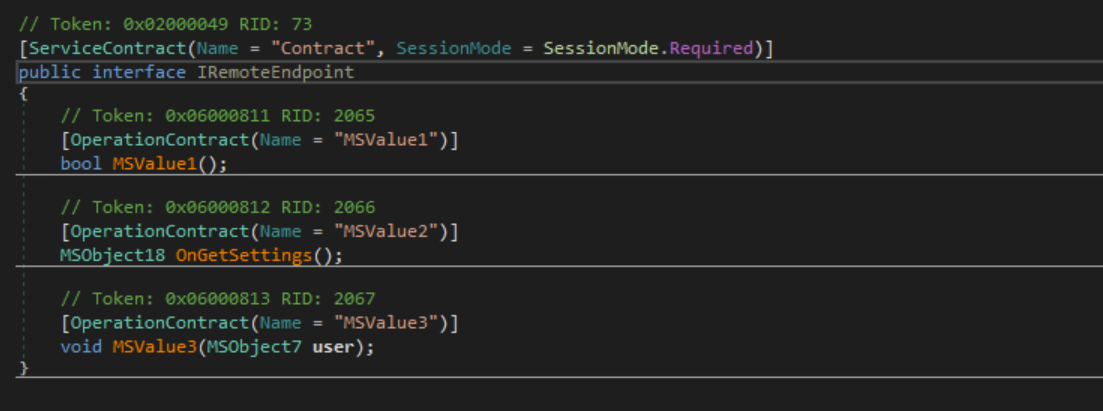 // Token: 0x02000049 RID: 73
[ServiceContract(Name = "Contract", SessionMode = SessionMode.Required)]
public interface IRemoteEndpoint
{
// Token: 0x06000811 RID: 2065
[OperationContract(Name = "MSValue1")]
bool MSValue1();
// Token: 0x06000812 RID: 2066
[OperationContract(Name = "MSValue2")]
MSObject18 OnGetSettings();
// Token: 0x06000813 RID: 2067
[OperationContract(Name = "MSValue3")]
void MSValue3(MSObject7 user);
}